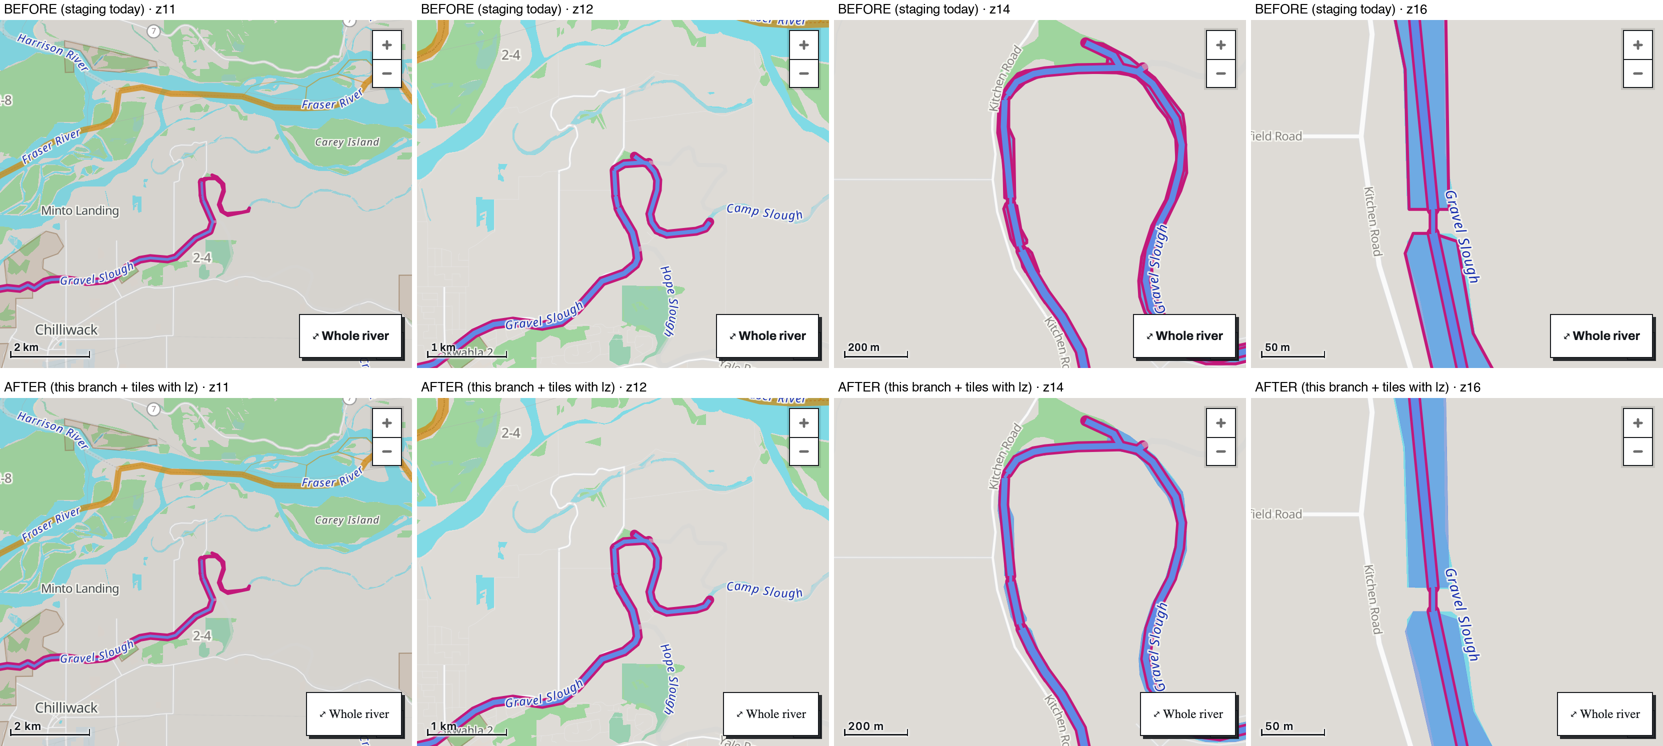 BEFORE (staging today) · z11
7
7
Harrison River
+
−
-8
Fraser River
Fraser River
Carey Island
Minto Landing
2-4
Gravel Slough
Chilliwack
2 km
⤢ Whole river
BEFORE (staging today) · z12
2-4
+
−
Camp Slough
Hope Slough
Gravel Slough
1 km
⤢ Whole river
BEFORE (staging today) · z14
Kitchen Road
+
−
Gravel Slough
200 m
⤢ Whole river
BEFORE (staging today) · z16
+
−
field Road
Kitchen Road
Gravel Slough
50 m
⤢ Whole river
AFTER (this branch + tiles with lz) · z11
7
7
Harrison River
+
−
-8
Fraser River
Fraser River
Carey Island
Minto Landing
2-4
Gravel Slough
Chilliwack
2 km
⤢ Whole river
AFTER (this branch + tiles with lz) · z12
2-4
+
−
Camp Slough
Hope Slough
Gravel Slough
1 km
⤢ Whole river
AFTER (this branch + tiles with lz) · z14
Kitchen Road
+
−
Gravel Slough
200 m
⤢ Whole river
AFTER (this branch + tiles with lz) · z16
+
−
field Road
Kitchen Road
Gravel Slough
50 m
⤢ Whole river